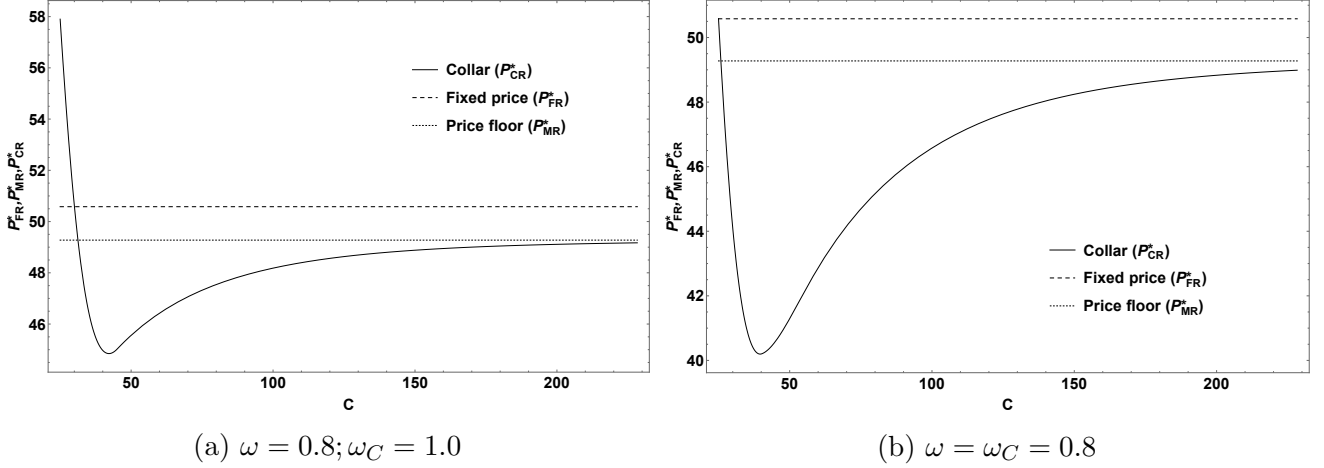 58
56
54
52
50
48
46
50
100
150
200
C
P*FR,P*MR,P*CR
Collar (P*CR)
Fixed price (P*FR)
Price floor (P*MR)
(a) ω = 0.8; ωC = 1.0
50
48
46
44
42
40
50
100
150
200
C
P*FR,P*MR,P*CR
Collar (P*CR)
Fixed price (P*FR)
Price floor (P*MR)
(b) ω = ωC = 0.8